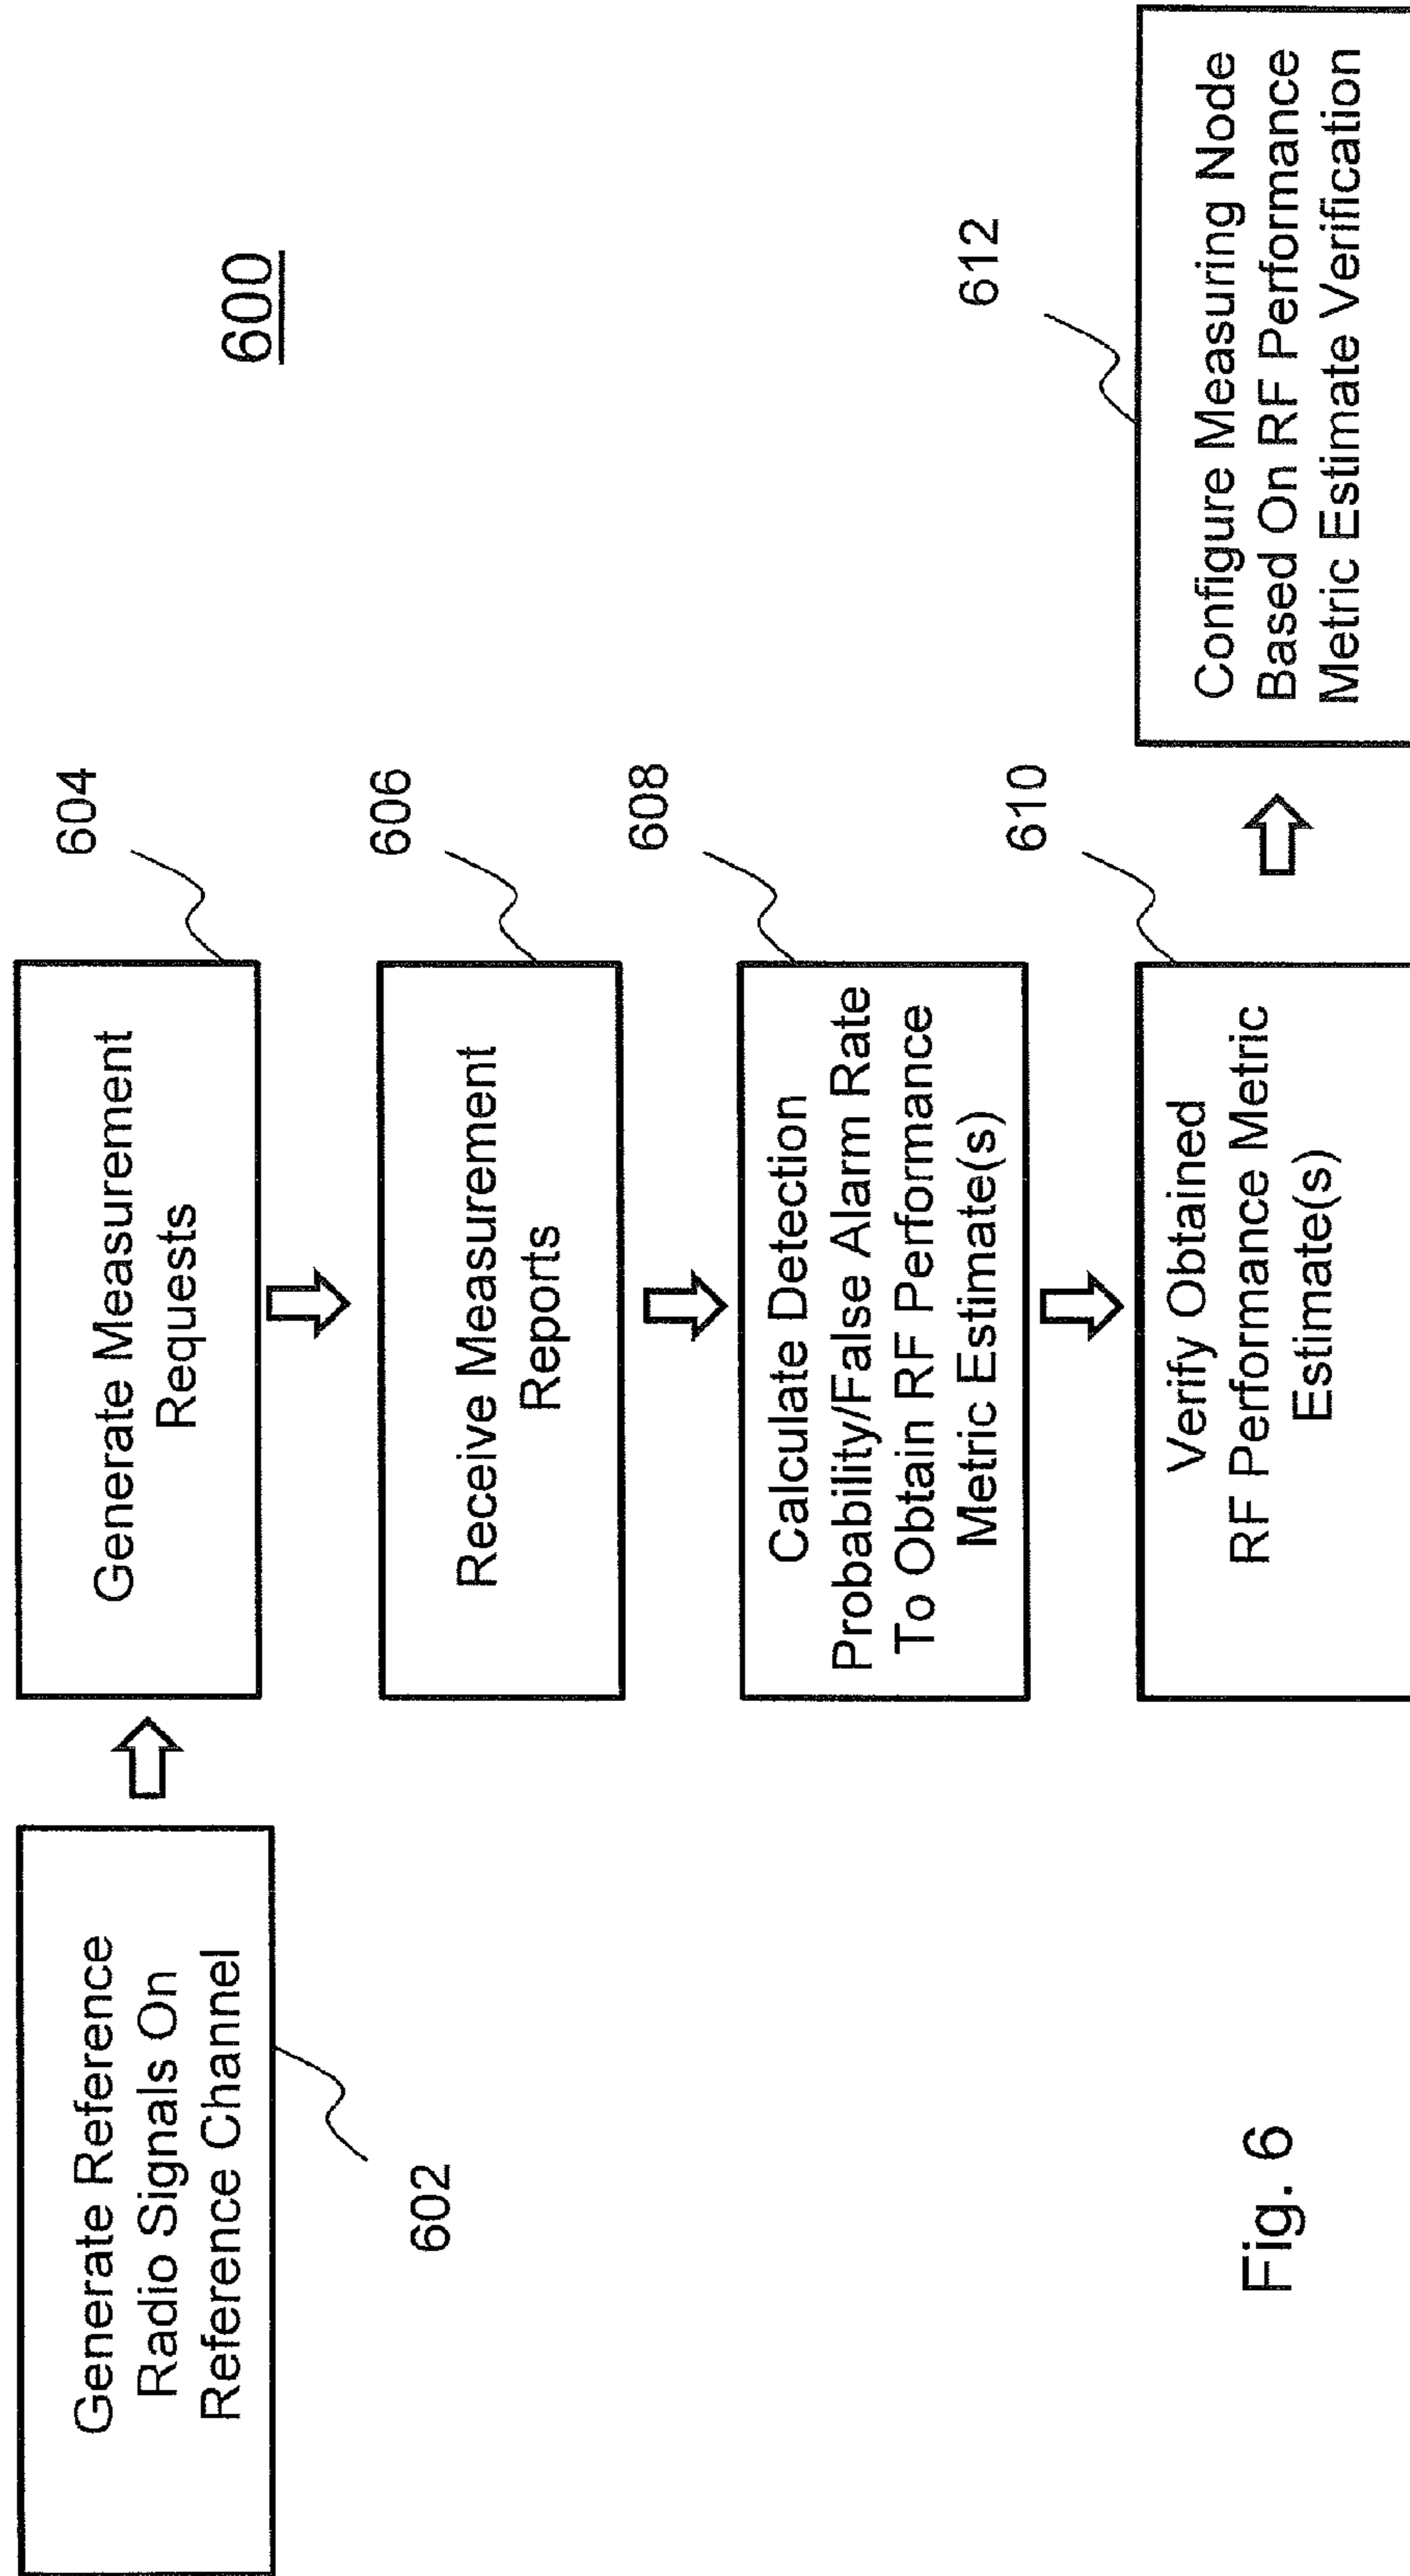 600
Generate Reference
Radio Signals On
Reference Channel
602
Generate Measurement
Requests
604
Receive Measurement
Reports
606
Calculate Detection
Probability/False Alarm Rate
To Obtain RF Perfomance
Metric Estimate(s)
608
Verify Obtained
RF Performance Metric
Estimate(s)
610
Configure Measuring Node
Based On RF Performance
Metric Estimate Verification
612
Fig. 6